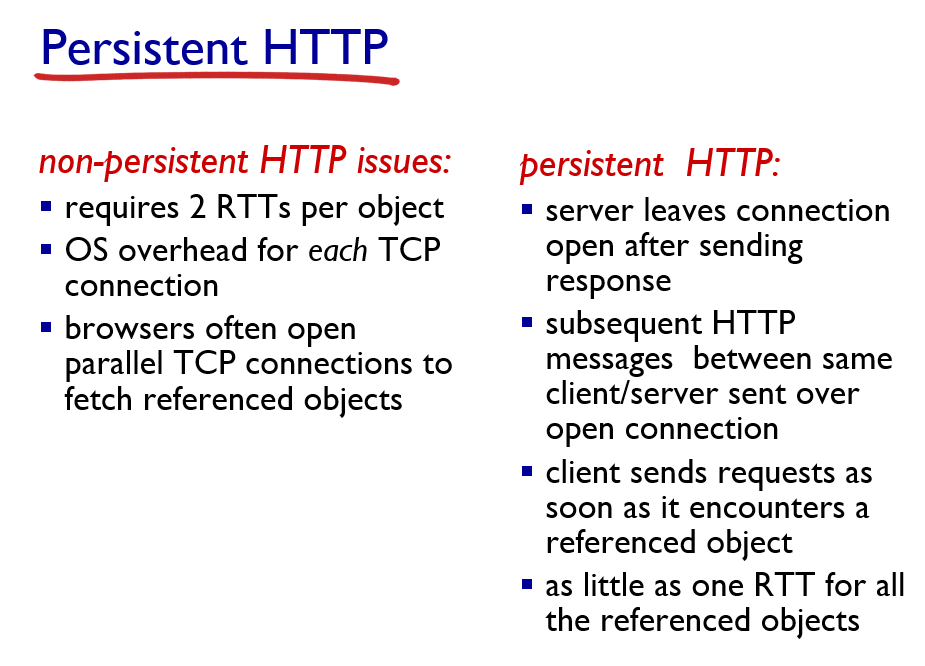 Persistent HTTP
non-persistent HTTP issues:
▪ requires 2 RTTs per object
▪ OS overhead for each TCP
connection
▪ browsers often open
parallel TCP connections to
fetch referenced objects
persistent HTTP:
▪ server leaves connection
open after sending
response
▪ subsequent HTTP
messages between same
client/server sent over
open connection
▪ client sends requests as
soon as it encounters a
referenced object
▪ as little as one RTT for all
the referenced objects